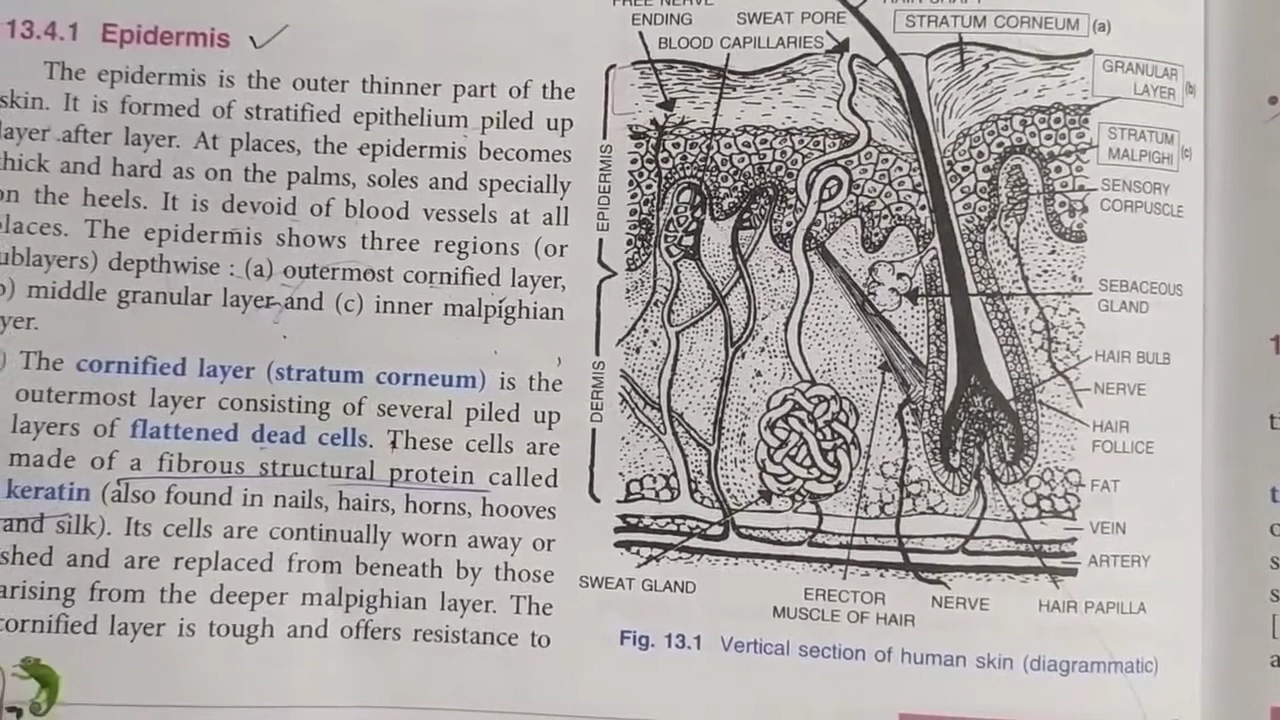 13.4.1 Epidermis
The epidermis is the outer thinner part of the
skin. It is formed of stratified epithelium piled up
layer after layer. At places, the epidermis becomes
thick and hard as on the palms, soles and specially
on the heels. It is devoid of blood vessels at all
places. The epidermis shows three regions (or
sublayers) depthwise : (a) outermost cornified layer,
b) middle granular layer and (c) inner malpighian
yer.
) The cornified layer (stratum corneum) is the
outermost layer consisting of several piled up
layers of flattened dead cells. These cells are
made of a fibrous structural protein called
keratin (also found in nails, hairs, horns, hooves
and silk). Its cells are continually worn away or
shed and are replaced from beneath by those
arising from the deeper malpighian layer. The
cornified layer is tough and offers resistance to
FREE NERVE
ENDING
SWEAT PORE
BLOOD CAPILLARIES
HAIR SHAFT
STRATUM CORNEUM (a)
GRANULAR
LAYER (b)
STRATUM
MALPIGHI (c)
SENSORY
CORPUSCLE
SEBACEOUS
GLAND
HAIR BULB
NERVE
HAIR
FOLLICE
FAT
VEIN
ARTERY
EPIDERMIS
DERMIS
SWEAT GLAND
ERECTOR
MUSCLE OF HAIR
NERVE
HAIR PAPILLA
Fig. 13.1 Vertical section of human skin (diagrammatic)